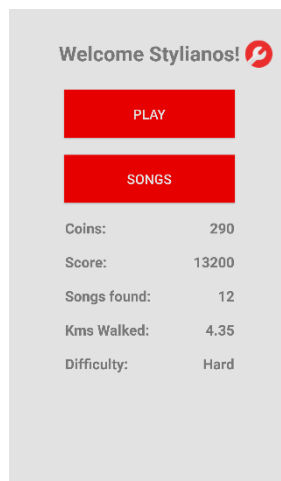 Welcome Stylianos!
PLAY
SONGS
Coins: 290
Score: 13200
Songs found: 12
Kms Walked: 4.35
Difficulty: Hard